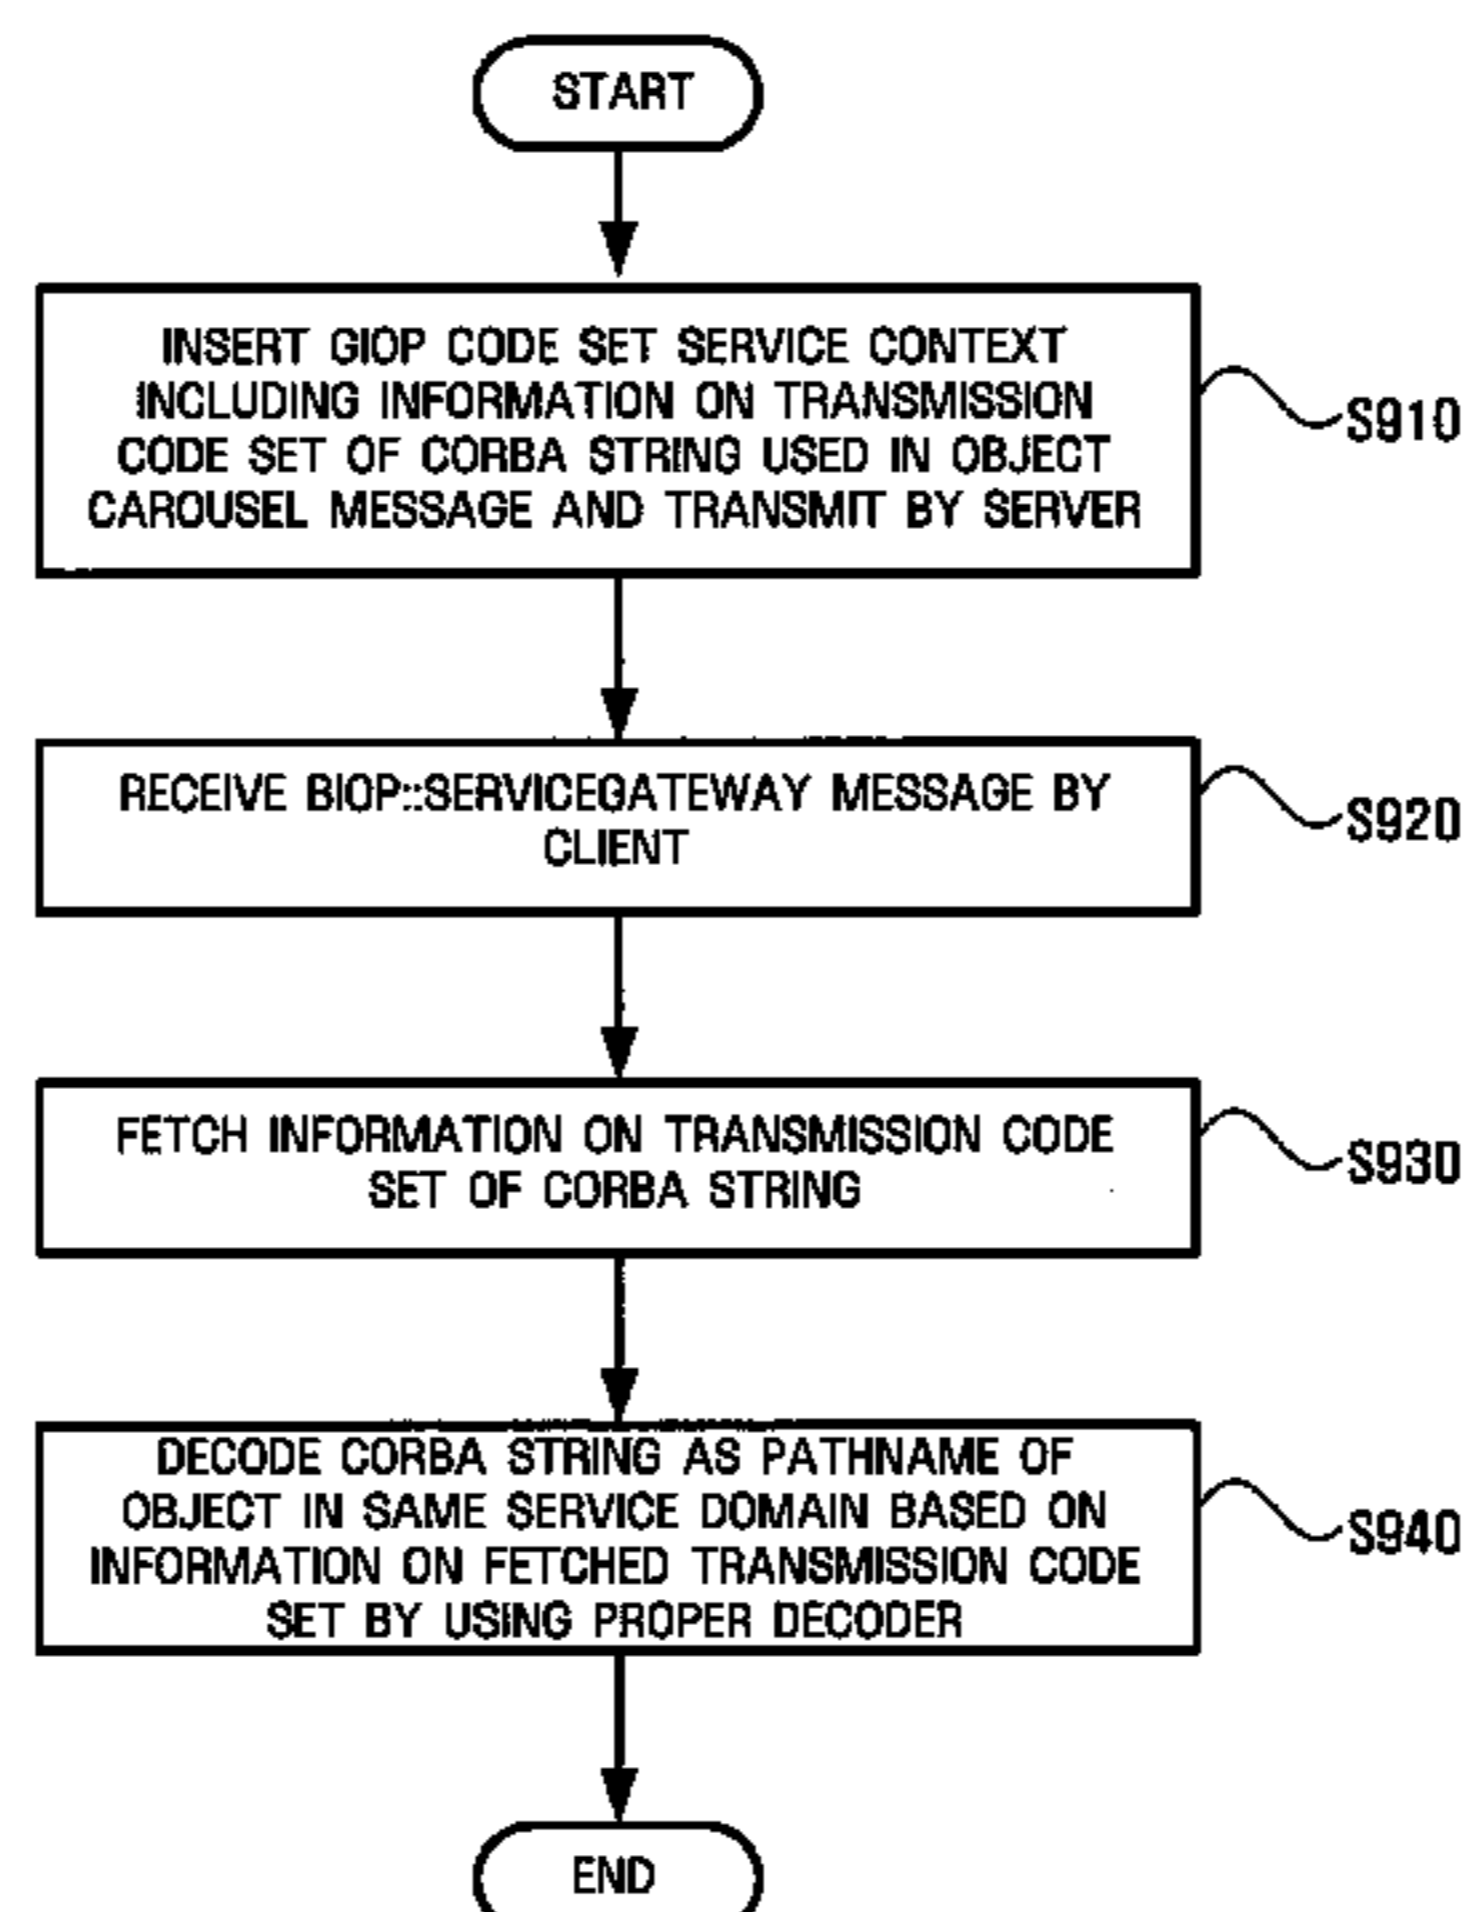 START
INSERT GIOP CODE SET SERVICE CONTEXT
INCLUDING INFORMATION ON TRANSMISSION
CODE SET OF CORBA STRING USED IN OBJECT
CAROUSEL MESSAGE AND TRANSMIT BY SERVER
S910
RECEIVE BIOP::SERVICEGATEWAY MESSAGE BY
CLIENT
S920
FETCH INFORMATION ON TRANSMISSION CODE
SET OF CORBA STRING
S930
DECODE CORBA STRING AS PATHNAME OF
OBJECT IN SAME SERVICE DOMAIN BASED ON
INFORMATION ON FETCHED TRANSMISSION CODE
SET BY USING PROPER DECODER
S940
END